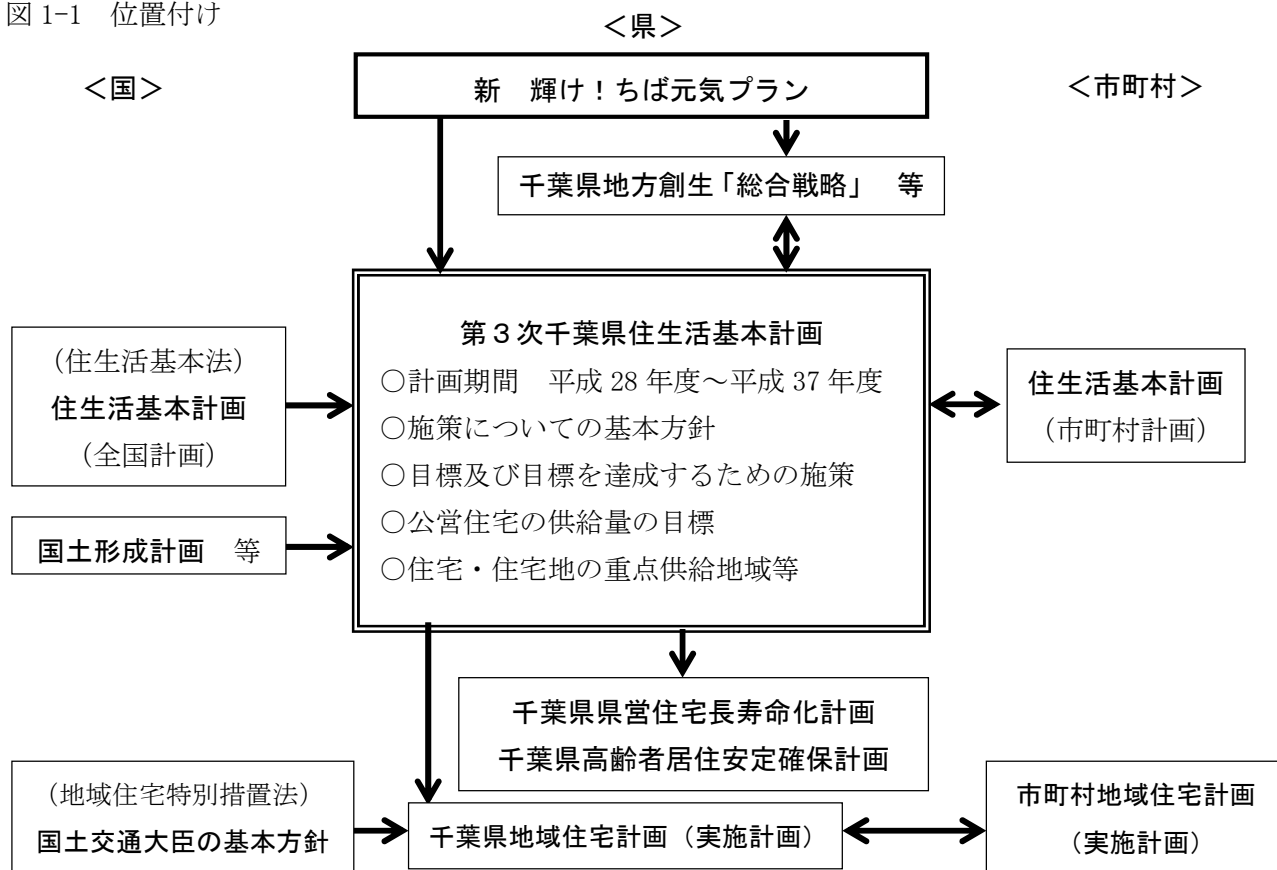 図 1-1 位置付け
＜県＞
＜国＞
新 輝け！ちば元気プラン
＜市町村＞
千葉県地方創生「総合戦略」 等
第３次千葉県住生活基本計画
○計画期間 平成 28 年度～平成 37 年度
○施策についての基本方針
○目標及び目標を達成するための施策
○公営住宅の供給量の目標
○住宅・住宅地の重点供給地域等
（住生活基本法）
住生活基本計画
（全国計画）
国土形成計画 等
住生活基本計画
（市町村計画）
千葉県県営住宅長寿命化計画
千葉県高齢者居住安定確保計画
（地域住宅特別措置法）
国土交通大臣の基本方針
千葉県地域住宅計画（実施計画）
市町村地域住宅計画
（実施計画）